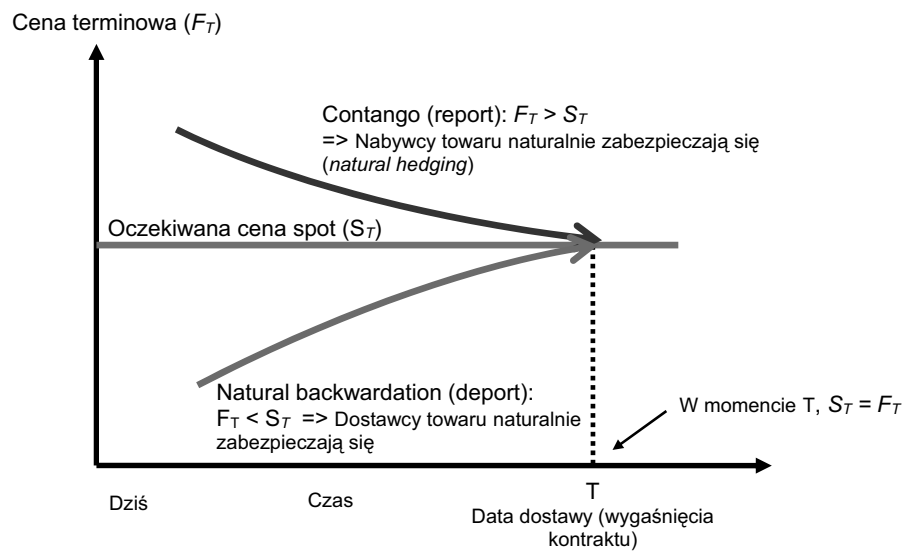 Cena terminowa (F_T)
Contango (report): F_T > S_T
=> Nabywcy towaru naturalnie zabezpieczają się
(natural hedging)
Oczekiwana cena spot (S_T)
Natural backwardation (deport):
F_T < S_T => Dostawcy towaru naturalnie
zabezpieczają się
W momencie T, S_T = F_T
Dziś
Czas
T
Data dostawy (wygaśnięcia
kontraktu)